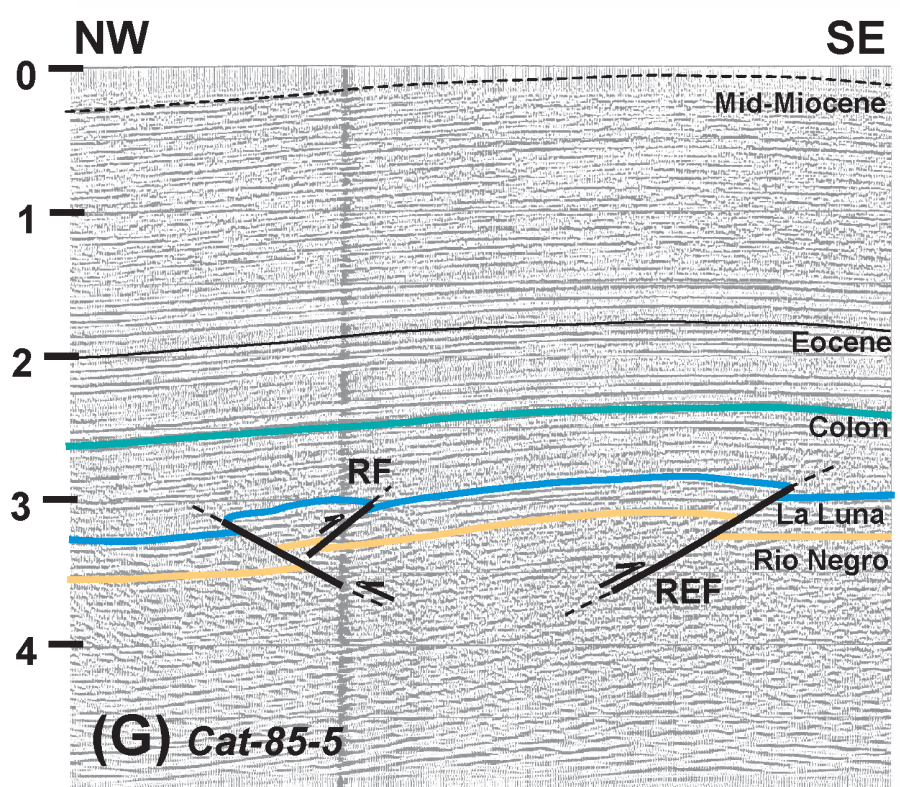 NW SE
0
Mid-Miocene
1
Eocene
2
Colon
RF
3
La Luna
Rio Negro
REF
4
(G) Cat-85-5